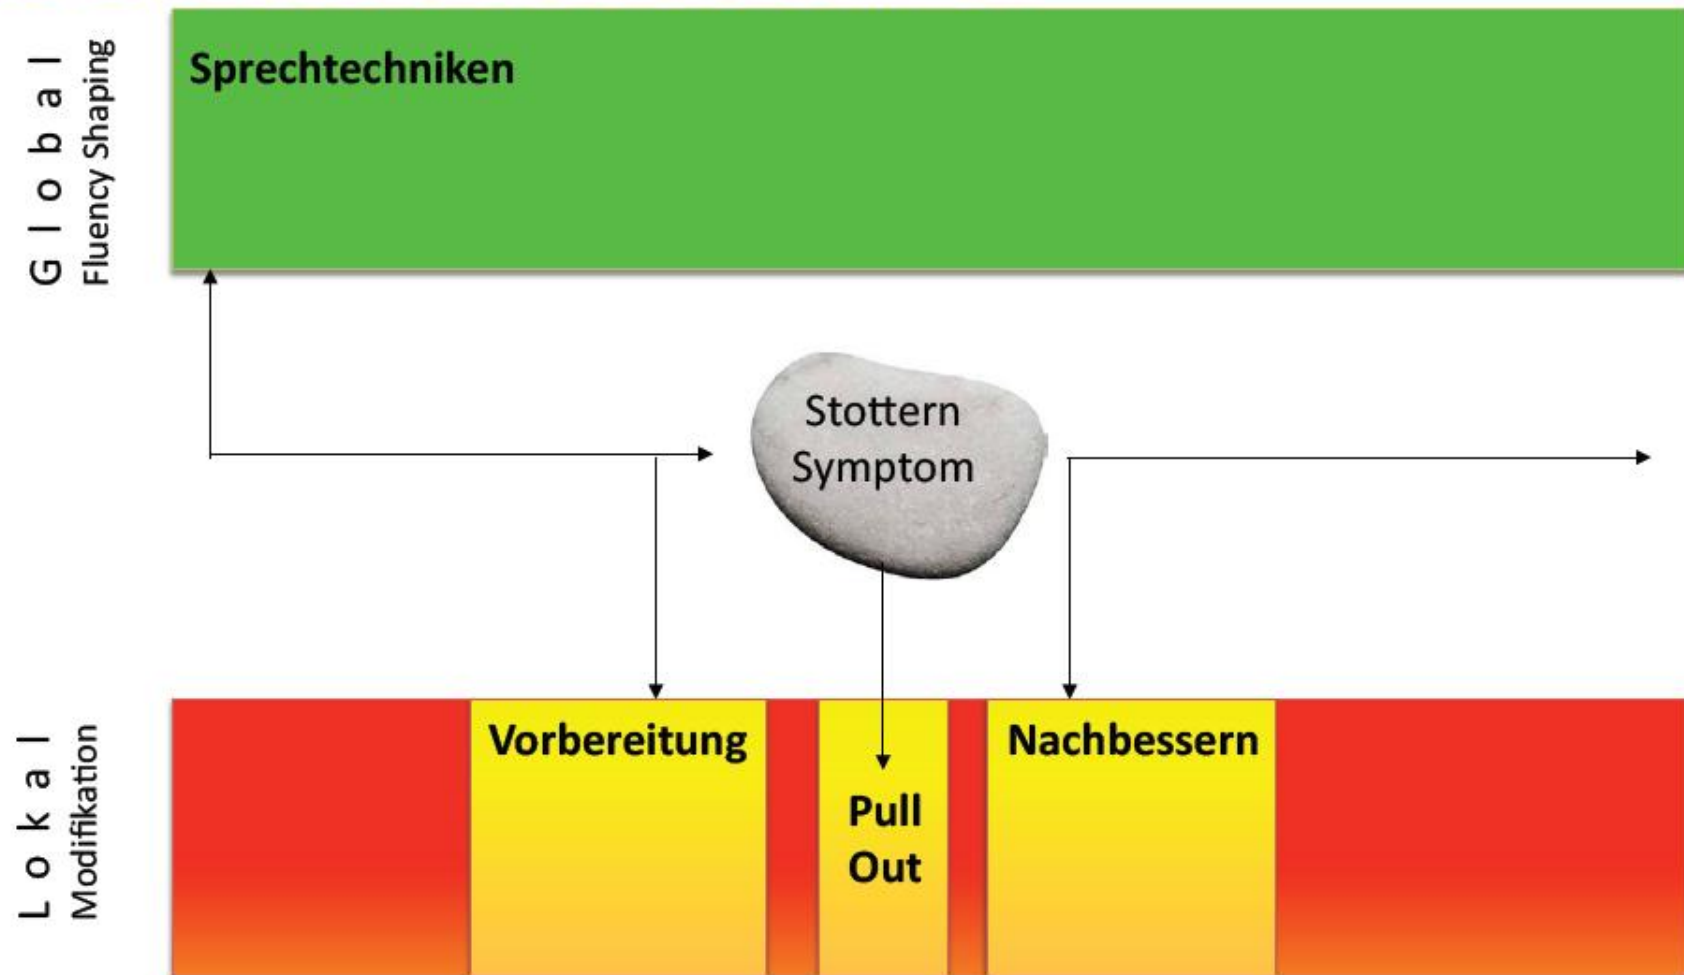 Global
Fluency Shaping
Sprechtechniken
Stottern
Symptom
Lokal
Modifikation
Vorbereitung
Pull
Out
Nachbessern